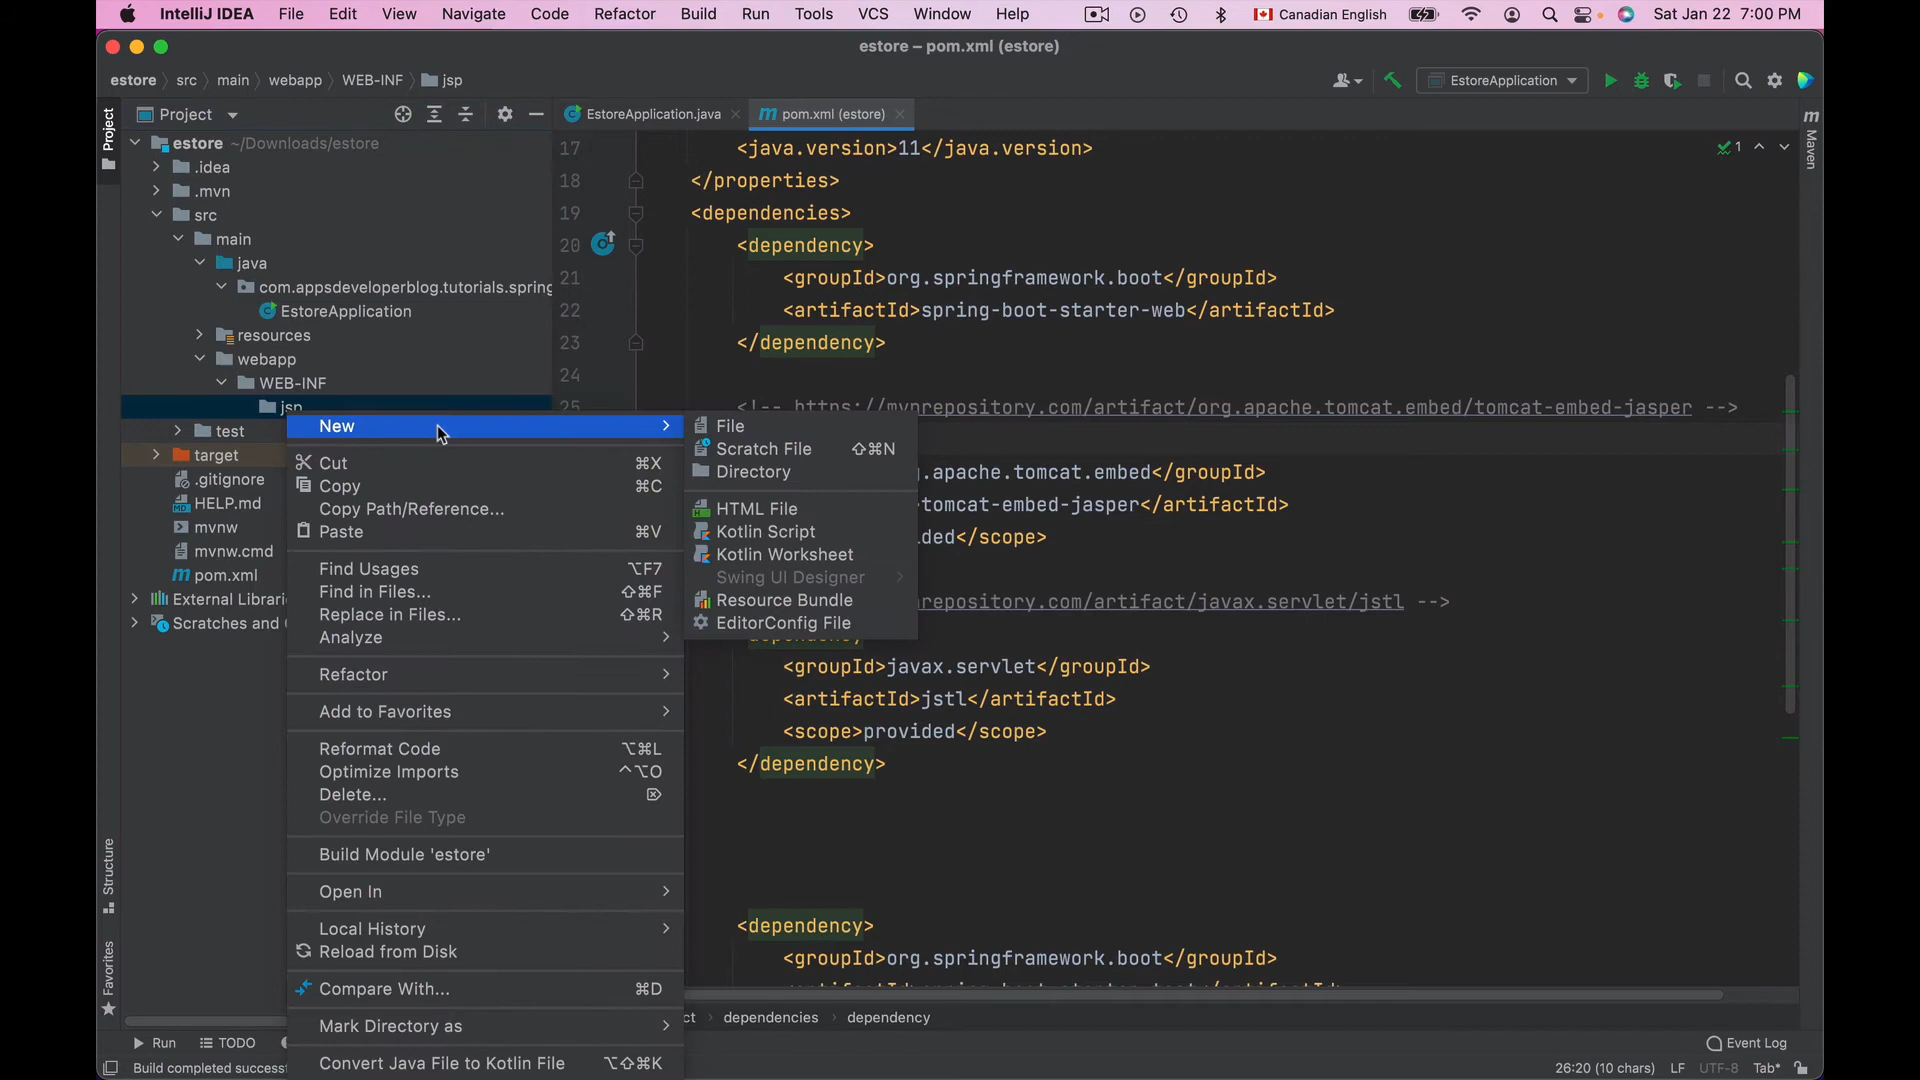 IntelliJ IDEA File Edit View Navigate Code Refactor Build Run Tools VCS Window Help Canadian English Sat Jan 22 7:00 PM
estore – pom.xml (estore)
estore src main webapp WEB-INF jsp EstoreApplication
Project
Project
EstoreApplication.java
pom.xml (estore)
Maven
estore ~/Downloads/estore
.idea
.mvn
src
main
java
com.appsdeveloperblog.tutorials.spring
EstoreApplication
resources
webapp
WEB-INF
jsp
test
target
.gitignore
HELP.md
mvnw
mvnw.cmd
pom.xml
External Librari
Scratches and
17 <java.version>11</java.version>
18 </properties>
19 <dependencies>
20 <dependency>
21 <groupId>org.springframework.boot</groupId>
22 <artifactId>spring-boot-starter-web</artifactId>
23 </dependency>
24
25 <!-- https://mvnrepository.com/artifact/org.apache.tomcat.embed/tomcat-embed-jasper -->
.apache.tomcat.embed</groupId>
tomcat-embed-jasper</artifactId>
ded</scope>
repository.com/artifact/javax.servlet/jstl -->
<groupId>javax.servlet</groupId>
<artifactId>jstl</artifactId>
<scope>provided</scope>
</dependency>
<dependency>
<groupId>org.springframework.boot</groupId>
1
New
Cut ⌘X
Copy ⌘C
Copy Path/Reference...
Paste ⌘V
Find Usages ⌥F7
Find in Files... ⇧⌘F
Replace in Files... ⇧⌘R
Analyze
Refactor
Add to Favorites
Reformat Code ⌥⌘L
Optimize Imports ^⌥O
Delete... ⌦
Override File Type
Build Module 'estore'
Open In
Local History
Reload from Disk
Compare With... ⌘D
Mark Directory as
Convert Java File to Kotlin File ⌥⇧⌘K
File
Scratch File ⇧⌘N
Directory
HTML File
Kotlin Script
Kotlin Worksheet
Swing UI Designer
Resource Bundle
EditorConfig File
Structure
Favorites
ct dependencies dependency
Run TODO Event Log
Build completed success 26:20 (10 chars) LF UTF-8 Tab*